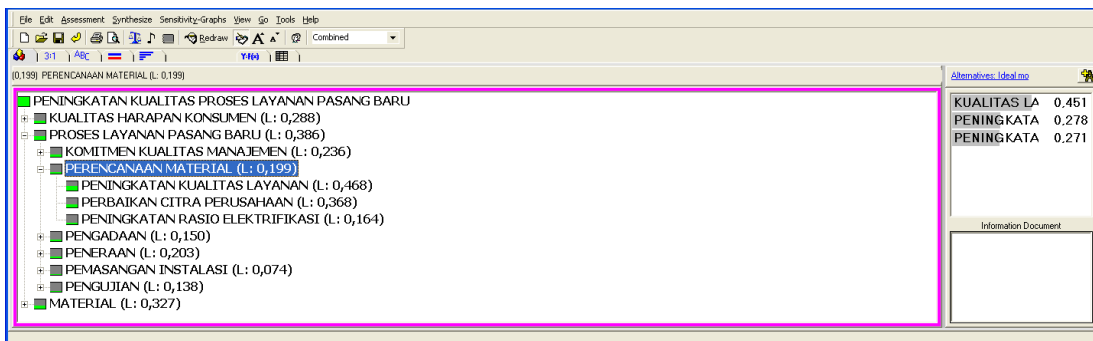 File Edit Assessment Synthesize Sensitivity-Graphs View Go Tools Help
Redraw A A Combined
3:1 ABC Y-F(x)
(0,199) PERENCANAAN MATERIAL (L: 0,199)
Alternatives: Ideal mo
PENINGKATAN KUALITAS PROSES LAYANAN PASANG BARU
KUALITAS HARAPAN KONSUMEN (L: 0,288)
PROSES LAYANAN PASANG BARU (L: 0,386)
KOMITMEN KUALITAS MANAJEMEN (L: 0,236)
PERENCANAAN MATERIAL (L: 0,199)
PENINGKATAN KUALITAS LAYANAN (L: 0,468)
PERBAIKAN CITRA PERUSAHAAN (L: 0,368)
PENINGKATAN RASIO ELEKTRIFIKASI (L: 0,164)
PENGADAAN (L: 0,150)
PENERAAN (L: 0,203)
PEMASANGAN INSTALASI (L: 0,074)
PENGUJIAN (L: 0,138)
MATERIAL (L: 0,327)
KUALITAS LA 0,451
PENINGKATA 0,278
PENINGKATA 0,271
Information Document